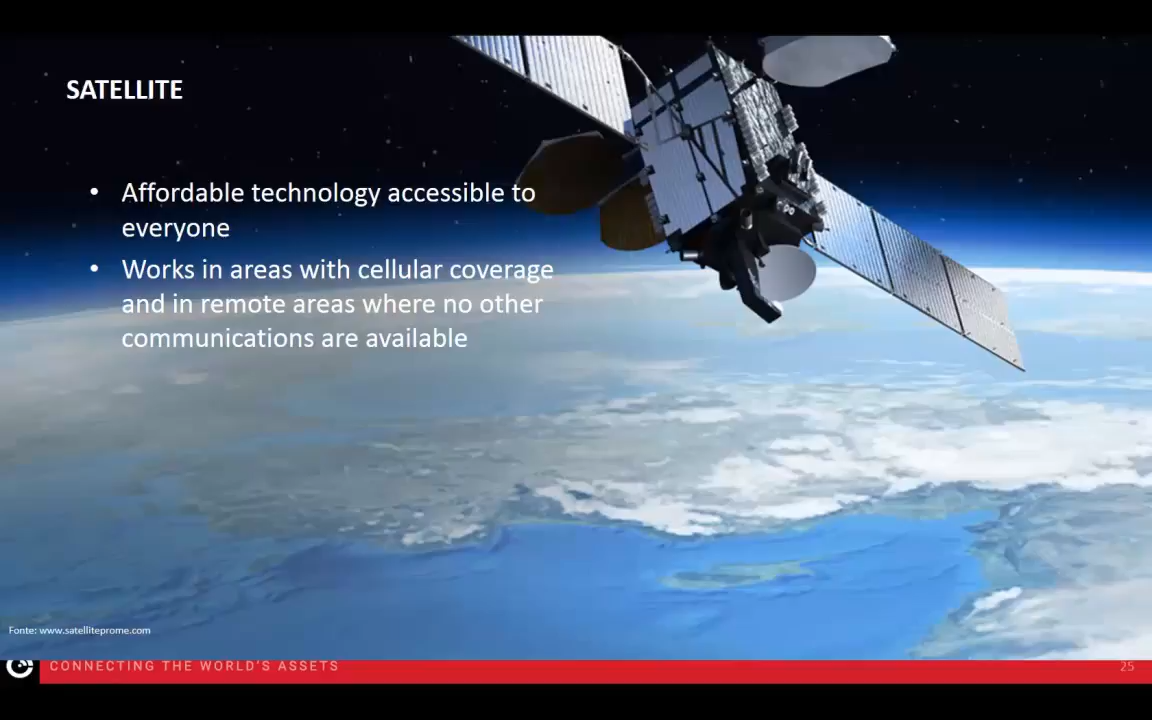 SATELLITE
• Affordable technology accessible to
everyone
• Works in areas with cellular coverage
and in remote areas where no other
communications are available
Fonte: www.satelliteprome.com
CONNECTING THE WORLD'S ASSETS
25